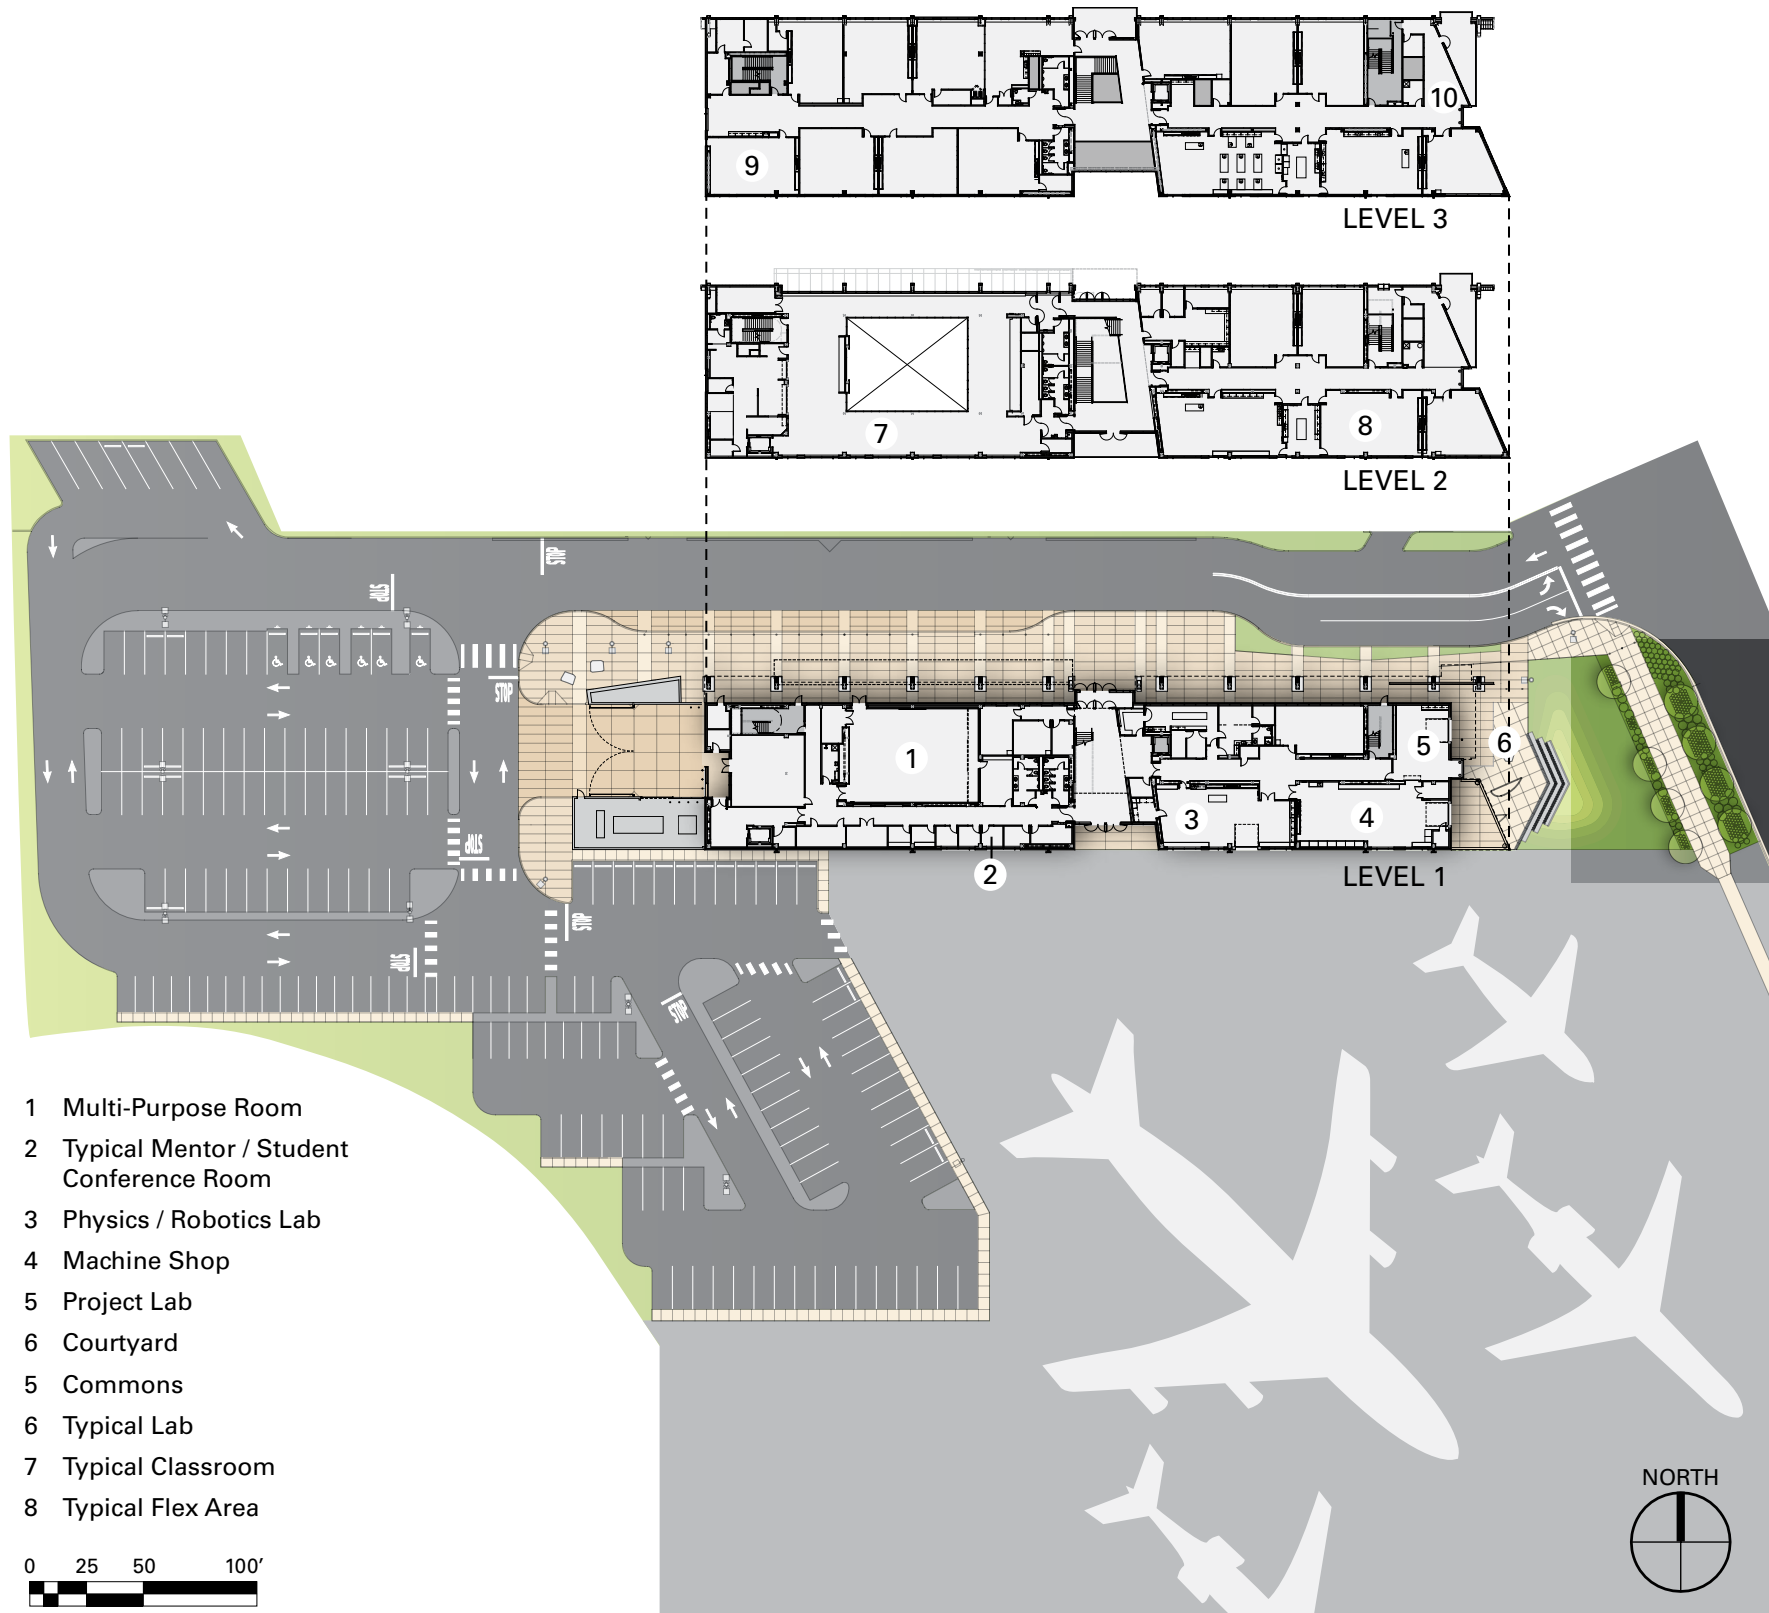 10
9
LEVEL 3
7
8
LEVEL 2
STOP
STOP
STOP
1
5
6
3
4
STOP
2
LEVEL 1
STOP
STOP
STOP
1 Multi-Purpose Room
2 Typical Mentor / Student
Conference Room
3 Physics / Robotics Lab
4 Machine Shop
5 Project Lab
6 Courtyard
5 Commons
6 Typical Lab
7 Typical Classroom
8 Typical Flex Area
NORTH
0 25 50 100’